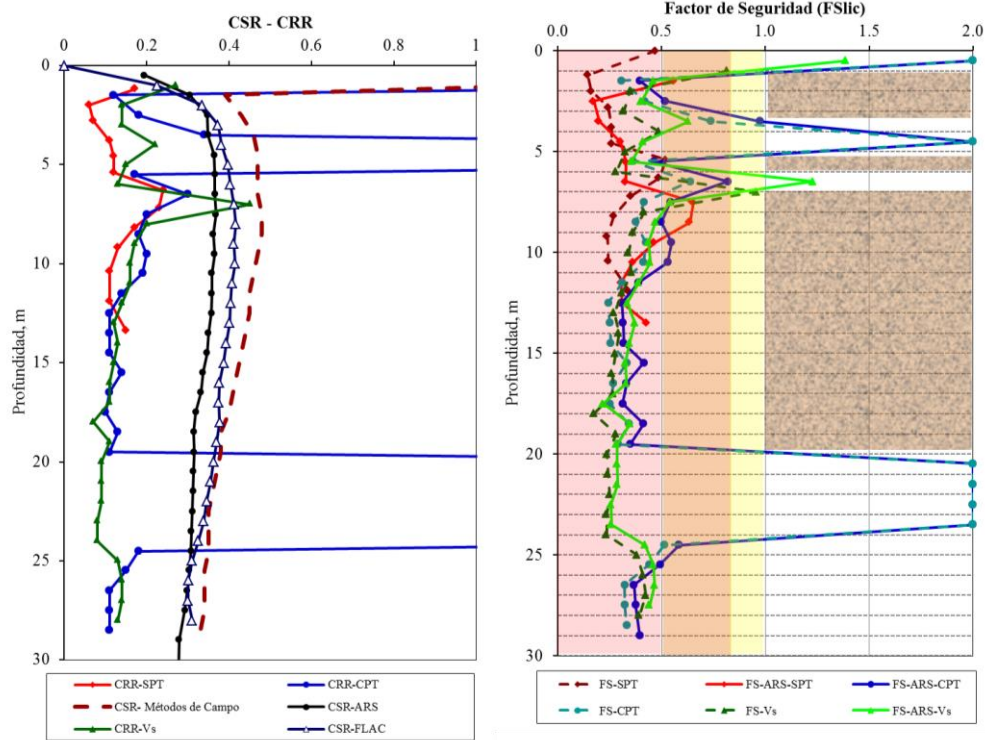 CSR - CRR
0
0.2
0.4
0.6
0.8
1
0
5
10
15
20
25
30
Profundidad, m
CRR-SPT
CRR-CPT
CSR- Métodos de Campo
CSR-ARS
CRR-Vs
CSR-FLAC
Factor de Seguridad (FSlic)
0.0
0.5
1.0
1.5
2.0
0
5
10
15
20
25
30
Profundidad, m
FS-SPT
FS-ARS-SPT
FS-ARS-CPT
FS-CPT
FS-Vs
FS-ARS-Vs